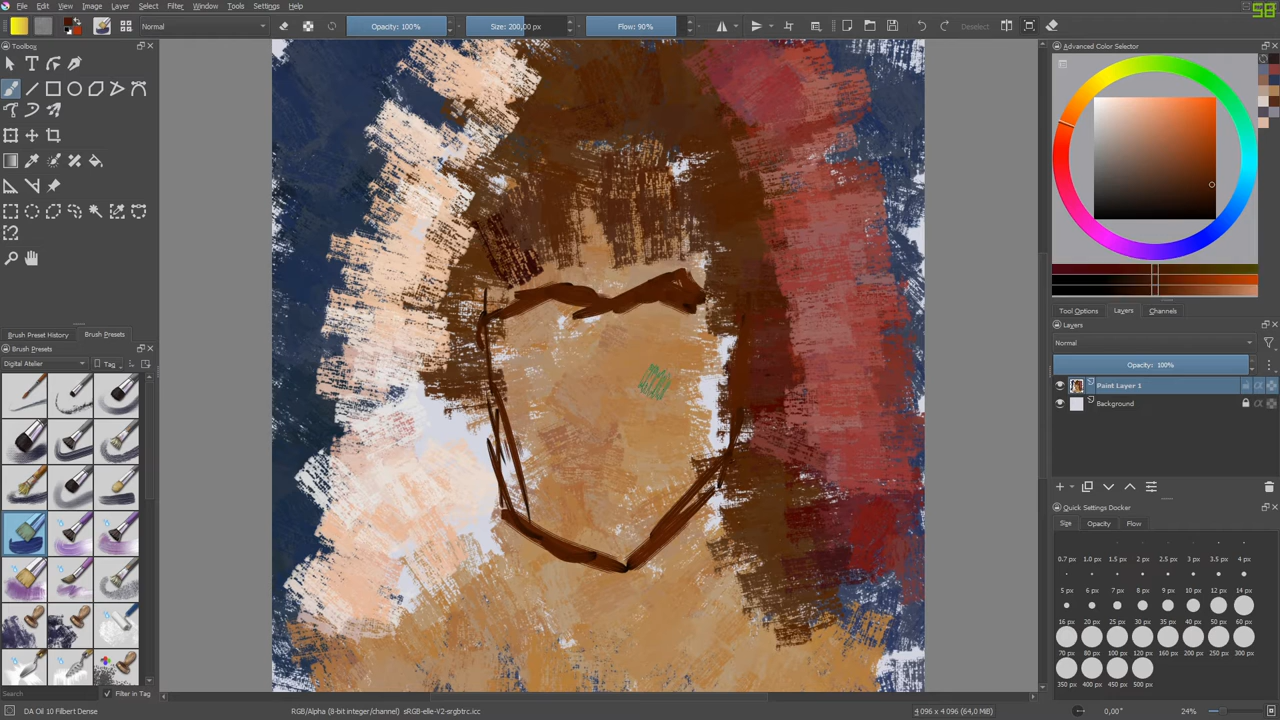 File Edit View Image Layer Select Filter Window Tools Settings Help
58
Normal Opacity: 100% Size: 200,00 px Flow: 90% Deselect
Toolbox
Brush Preset History Brush Presets
Brush Presets
Digital Atelier Tag
Search Filter in Tag
DA Oil 10 Filbert Dense
RGB/Alpha (8-bit integer/channel) sRGB-elle-V2-srgbtrc.icc
4 096 x 4 096 (64,0 MiB) 0,00° 24%
Advanced Color Selector
Tool Options Layers Channels
Layers
Normal
Opacity: 100%
Paint Layer 1
Background
Quick Settings Docker
Size Opacity Flow
0.7 px 1.5 px 2 px 2.5 px 3 px 3.5 px 4 px
5 px 6 px 7 px 8 px 10 px 12 px 14 px
16 px 20 px 25 px 30 px 35 px 40 px 50 px 60 px
70 px 80 px 100 px 120 px 160 px 200 px 250 px 300 px
350 px 400 px 450 px 500 px